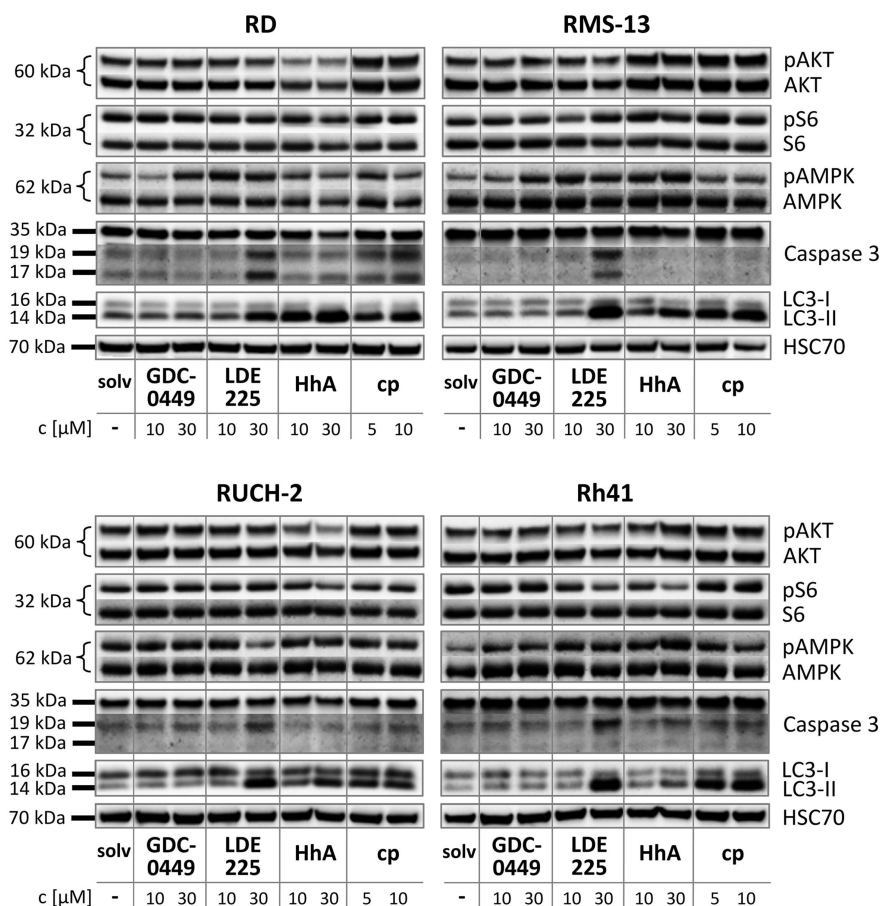 RD RMS-13
60 kDa pAKT
AKT
32 kDa pS6
S6
62 kDa pAMPK
AMPK
35 kDa
19 kDa Caspase 3
17 kDa
16 kDa LC3-I
14 kDa LC3-II
70 kDa HSC70
solv GDC-0449 LDE 225 HhA cp solv GDC-0449 LDE 225 HhA cp
c [µM] - 10 30 10 30 10 30 5 10 - 10 30 10 30 10 30 5 10
RUCH-2 Rh41
60 kDa pAKT
AKT
32 kDa pS6
S6
62 kDa pAMPK
AMPK
35 kDa
19 kDa Caspase 3
17 kDa
16 kDa LC3-I
14 kDa LC3-II
70 kDa HSC70
solv GDC-0449 LDE 225 HhA cp solv GDC-0449 LDE 225 HhA cp
c [µM] - 10 30 10 30 10 30 5 10 - 10 30 10 30 10 30 5 10